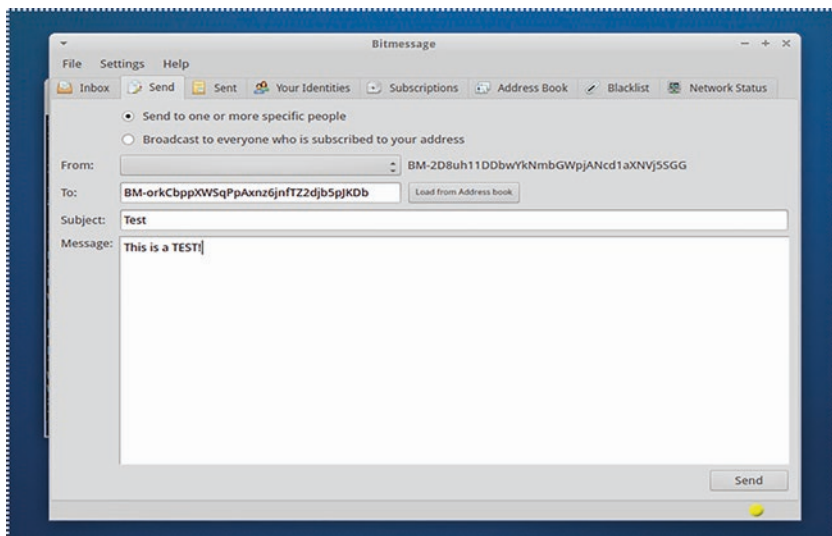 Bitmessage
File Settings Help
Inbox Send Sent Your Identities Subscriptions Address Book Blacklist Network Status
Send to one or more specific people
Broadcast to everyone who is subscribed to your address
From: BM-2D8uh11DDbwYkNmbGWpjANcd1aXNVj5SGG
To: BM-orkCbppXWSqPpAxnz6jnfTZ2djb5pJKDb Load from Address book
Subject: Test
Message: This is a TEST!
Send